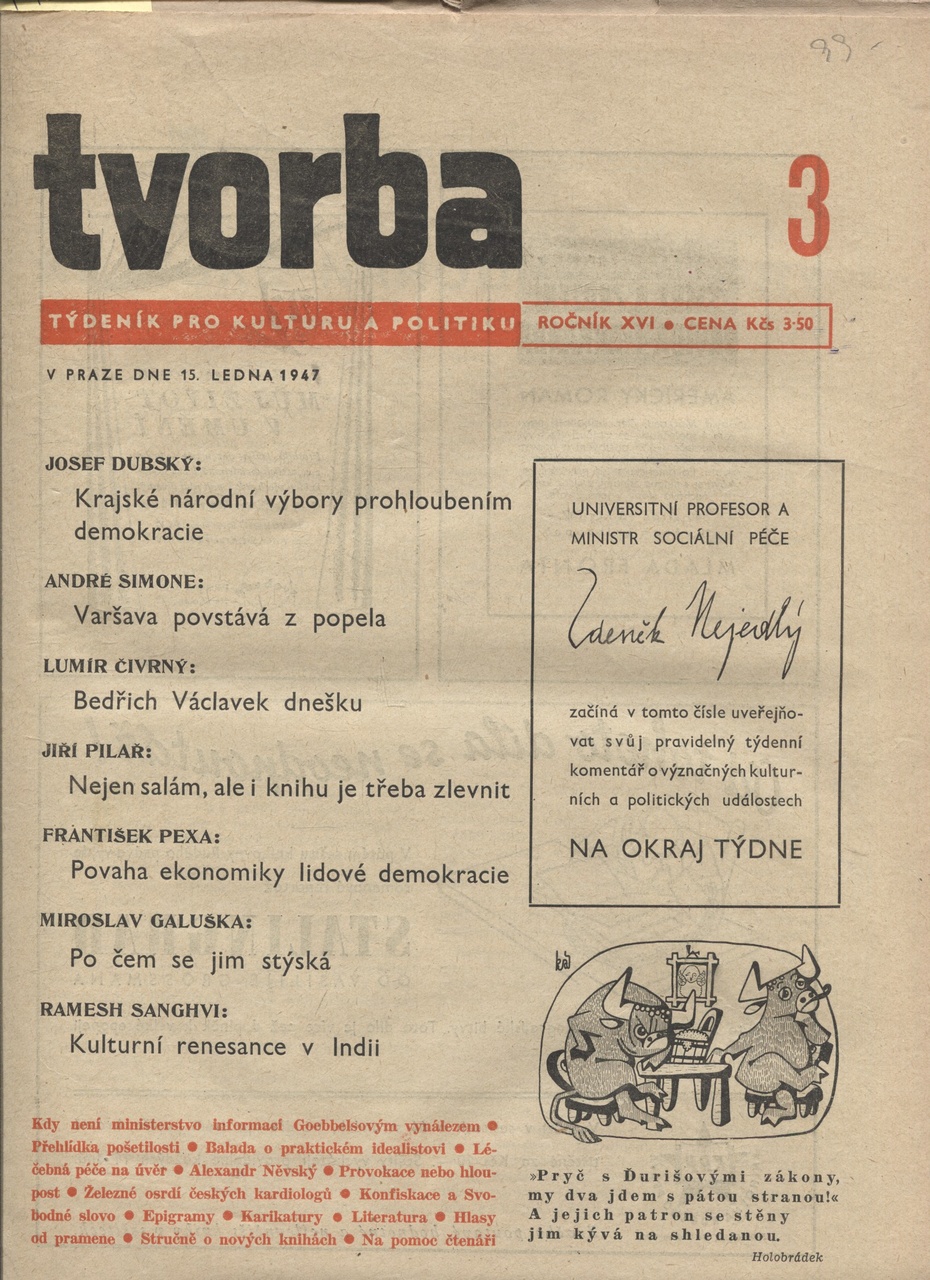 99
tvorba
3
TÝDENÍK PRO KULTURU A POLITIKU
ROČNÍK XVI ● CENA Kčs 3·50
V PRAZE DNE 15. LEDNA 1947
JOSEF DUBSKÝ:
Krajské národní výbory prohloubením
demokracie
ANDRÉ SIMONE:
Varšava povstává z popela
LUMÍR ČIVRNÝ:
Bedřich Václavek dnešku
JIŘÍ PILAŘ:
Nejen salám, ale i knihu je třeba zlevnit
FRANTIŠEK PEXA:
Povaha ekonomiky lidové demokracie
MIROSLAV GALUŠKA:
Po čem se jim stýská
RAMESH SANGHVI:
Kulturní renesance v Indii
Kdy není ministerstvo informací Goebbelsovým vynálezem ●
Přehlídka pošetilosti ● Balada o praktickém idealistovi ● Lé-
čebná péče na úvěr ● Alexandr Něvský ● Provokace nebo hlou-
post ● Železné osrdí českých kardiologů ● Konfiskace a Svo-
bodné slovo ● Epigramy ● Karikatury ● Literatura ● Hlasy
od pramene ● Stručně o nových knihách ● Na pomoc čtenáři
UNIVERSITNÍ PROFESOR A
MINISTR SOCIÁLNÍ PÉČE
Zdeněk Nejedlý
začíná v tomto čísle uveřejňo-
vat svůj pravidelný týdenní
komentář o význačných kultur-
ních a politických událostech
NA OKRAJ TÝDNE
»Pryč s Ďurišovými zákony,
my dva jdem s pátou stranou!«
A jejich patron se stěny
jim kývá na shledanou.
Holobrádek